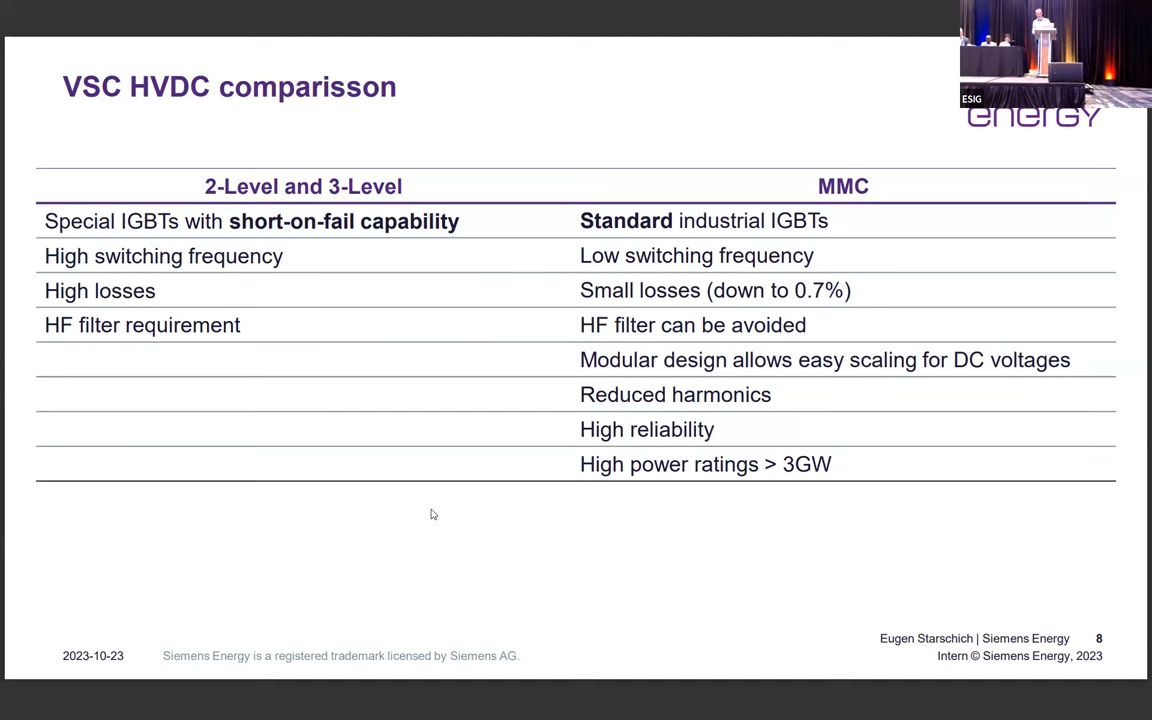 VSC HVDC comparisson
ESIG
energy
2-Level and 3-Level MMC
Special IGBTs with short-on-fail capability Standard industrial IGBTs
High switching frequency Low switching frequency
High losses Small losses (down to 0.7%)
HF filter requirement HF filter can be avoided
Modular design allows easy scaling for DC voltages
Reduced harmonics
High reliability
High power ratings > 3GW
Eugen Starschich | Siemens Energy 8
2023-10-23 Siemens Energy is a registered trademark licensed by Siemens AG. Intern © Siemens Energy, 2023